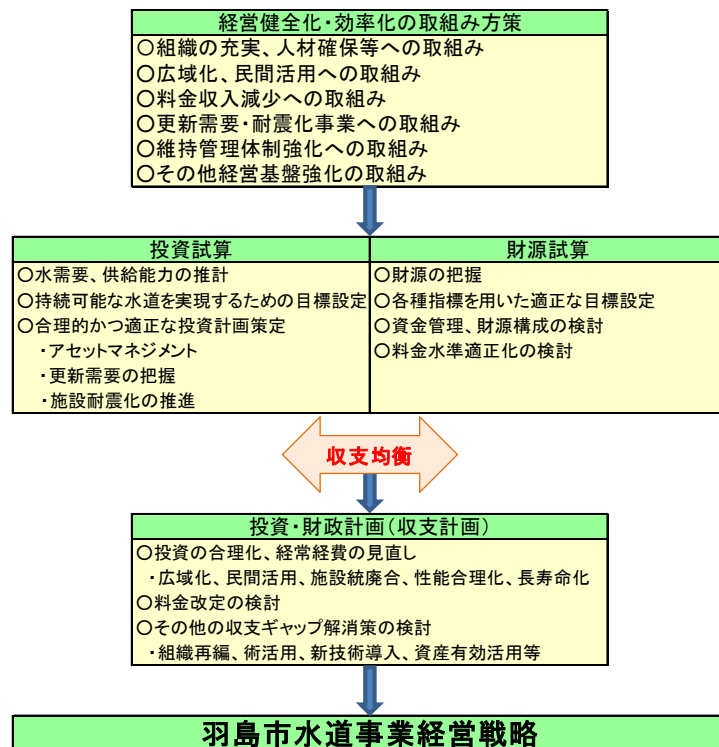 経営健全化・効率化の取組み方策
〇組織の充実、人材確保等への取組み
〇広域化、民間活用への取組み
〇料金収入減少への取組み
〇更新需要・耐震化事業への取組み
〇維持管理体制強化への取組み
〇その他経営基盤強化の取組み
投資試算
〇水需要、供給能力の推計
〇持続可能な水道を実現するための目標設定
〇合理的かつ適正な投資計画策定
・アセットマネジメント
・更新需要の把握
・施設耐震化の推進
財源試算
〇財源の把握
〇各種指標を用いた適正な目標設定
〇資金管理、財源構成の検討
〇料金水準適正化の検討
収支均衡
投資・財政計画(収支計画)
〇投資の合理化、経常経費の見直し
・広域化、民間活用、施設統廃合、性能合理化、長寿命化
〇料金改定の検討
〇その他の収支ギャップ解消策の検討
・組織再編、術活用、新技術導入、資産有効活用等
羽島市水道事業経営戦略